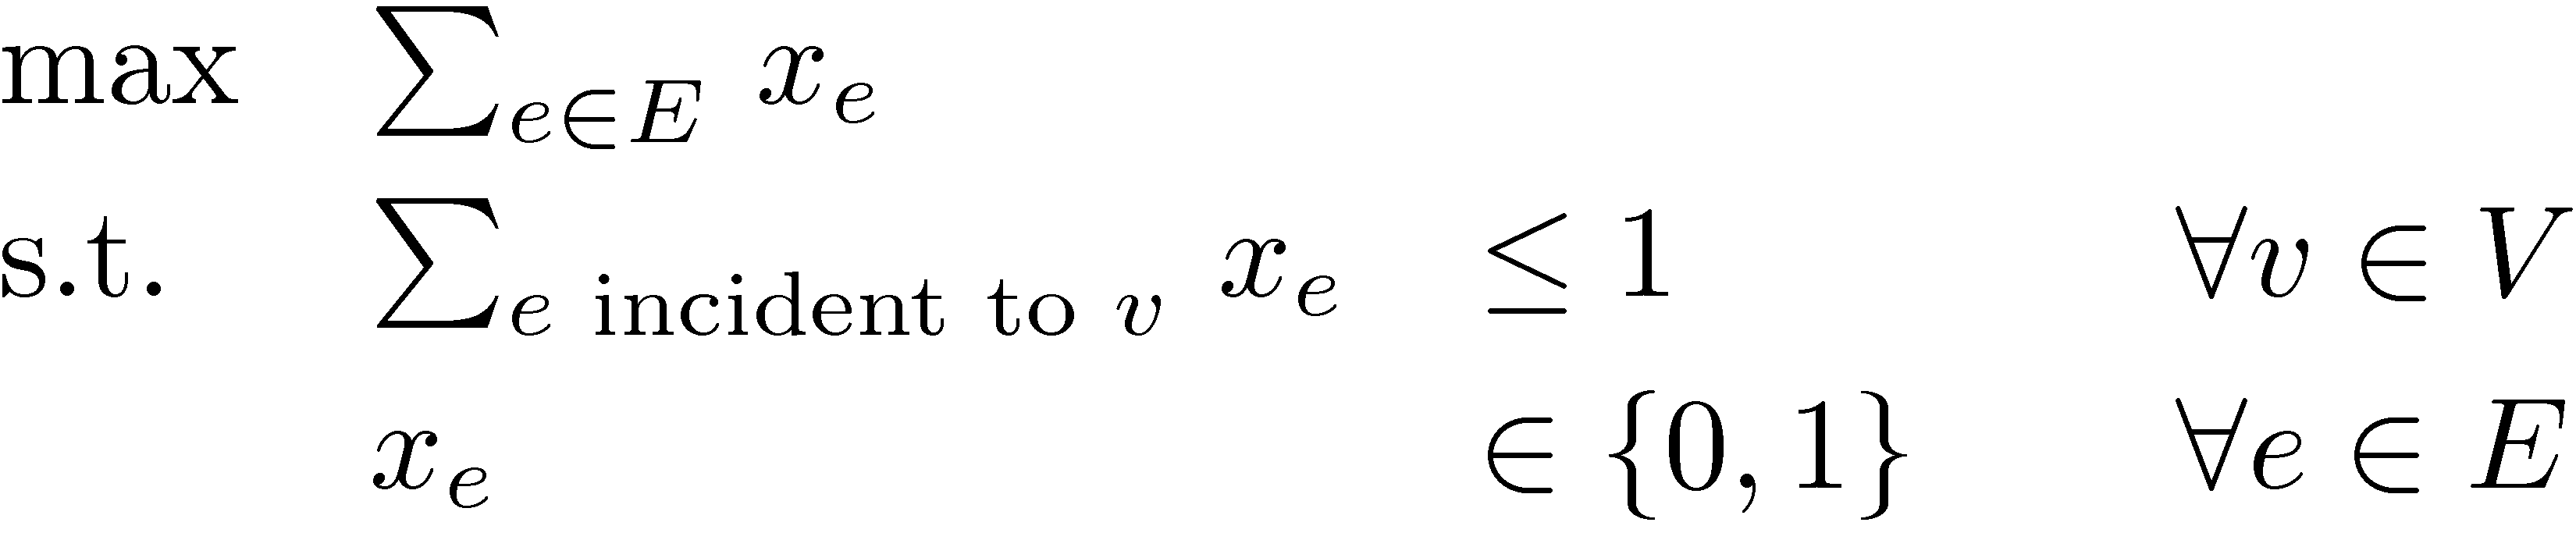 max ∑_{e∈E} x_e
s.t. ∑_{e incident to v} x_e ≤ 1 ∀v ∈ V
x_e ∈ {0, 1} ∀e ∈ E